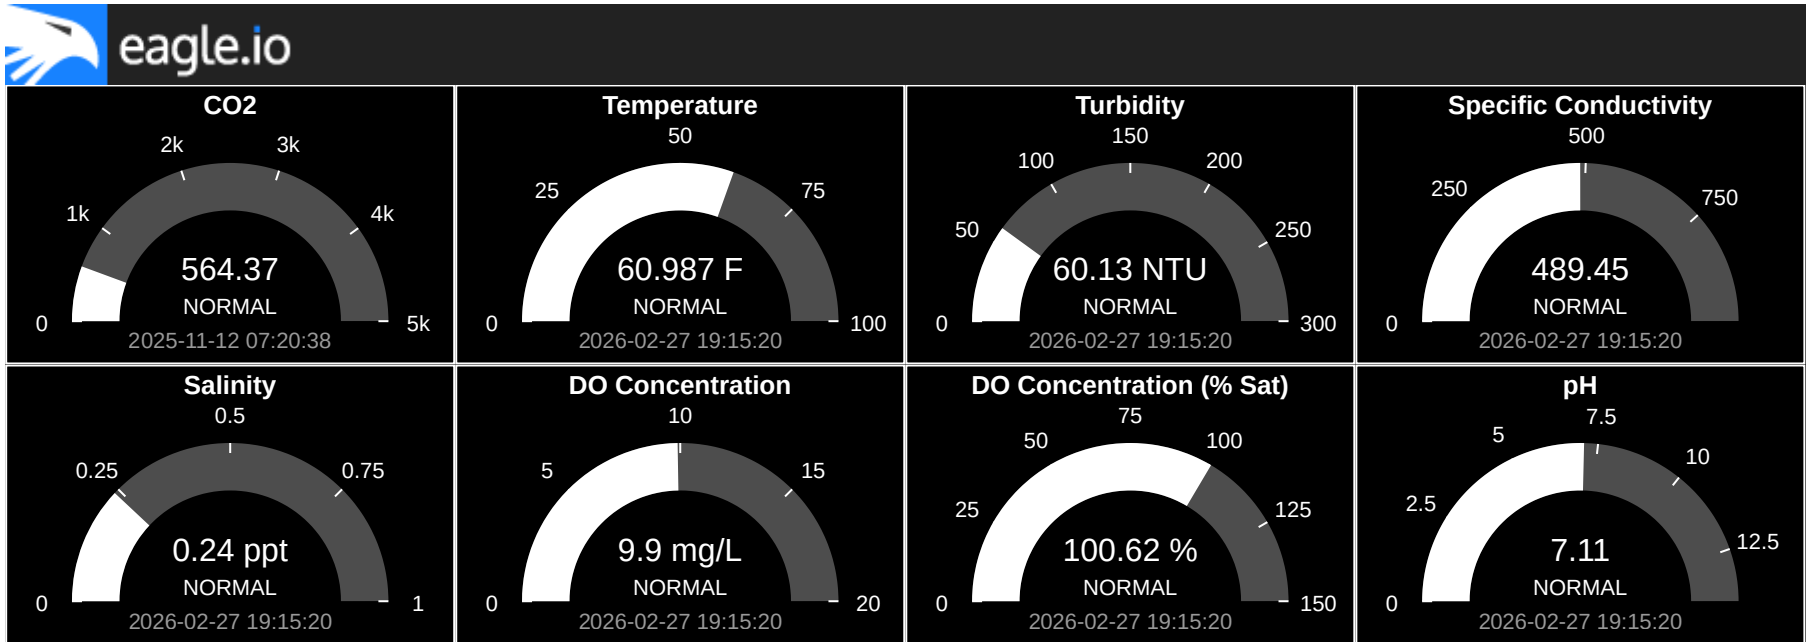 eagle.io
CO2
0
1k
2k
3k
4k
5k
564.37
NORMAL
2025-11-12 07:20:38
Temperature
0
25
50
75
100
60.987 F
NORMAL
2026-02-27 19:15:20
Turbidity
0
50
100
150
200
250
300
60.13 NTU
NORMAL
2026-02-27 19:15:20
Specific Conductivity
0
250
500
750
489.45
NORMAL
2026-02-27 19:15:20
Salinity
0
0.25
0.5
0.75
1
0.24 ppt
NORMAL
2026-02-27 19:15:20
DO Concentration
0
5
10
15
20
9.9 mg/L
NORMAL
2026-02-27 19:15:20
DO Concentration (% Sat)
0
25
50
75
100
125
150
100.62 %
NORMAL
2026-02-27 19:15:20
pH
0
2.5
5
7.5
10
12.5
7.11
NORMAL
2026-02-27 19:15:20